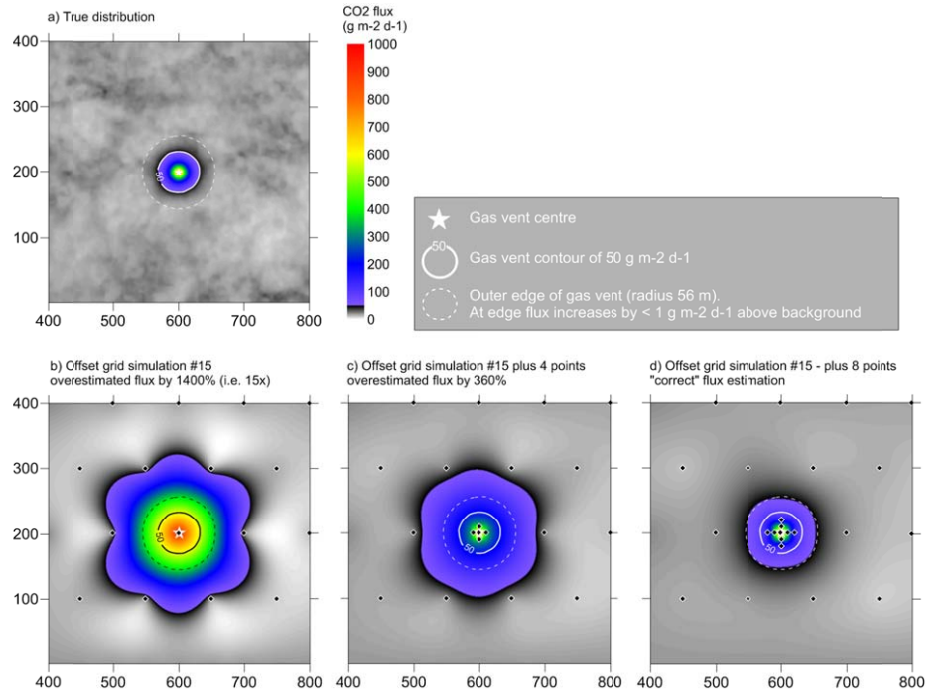 a) True distribution
CO2 flux
(g m-2 d-1)
400
300
200
100
50
400 500 600 700 800
1000
900
800
700
600
500
400
300
200
100
0
Gas vent centre
50
Gas vent contour of 50 g m-2 d-1
Outer edge of gas vent (radius 56 m).
At edge flux increases by < 1 g m-2 d-1 above background
b) Offset grid simulation #15
overestimated flux by 1400% (i.e. 15x)
400
300
200
100
50
400 500 600 700 800
c) Offset grid simulation #15 plus 4 points
overestimated flux by 360%
50
400 500 600 700 800
d) Offset grid simulation #15 - plus 8 points
"correct" flux estimation
50
400 500 600 700 800